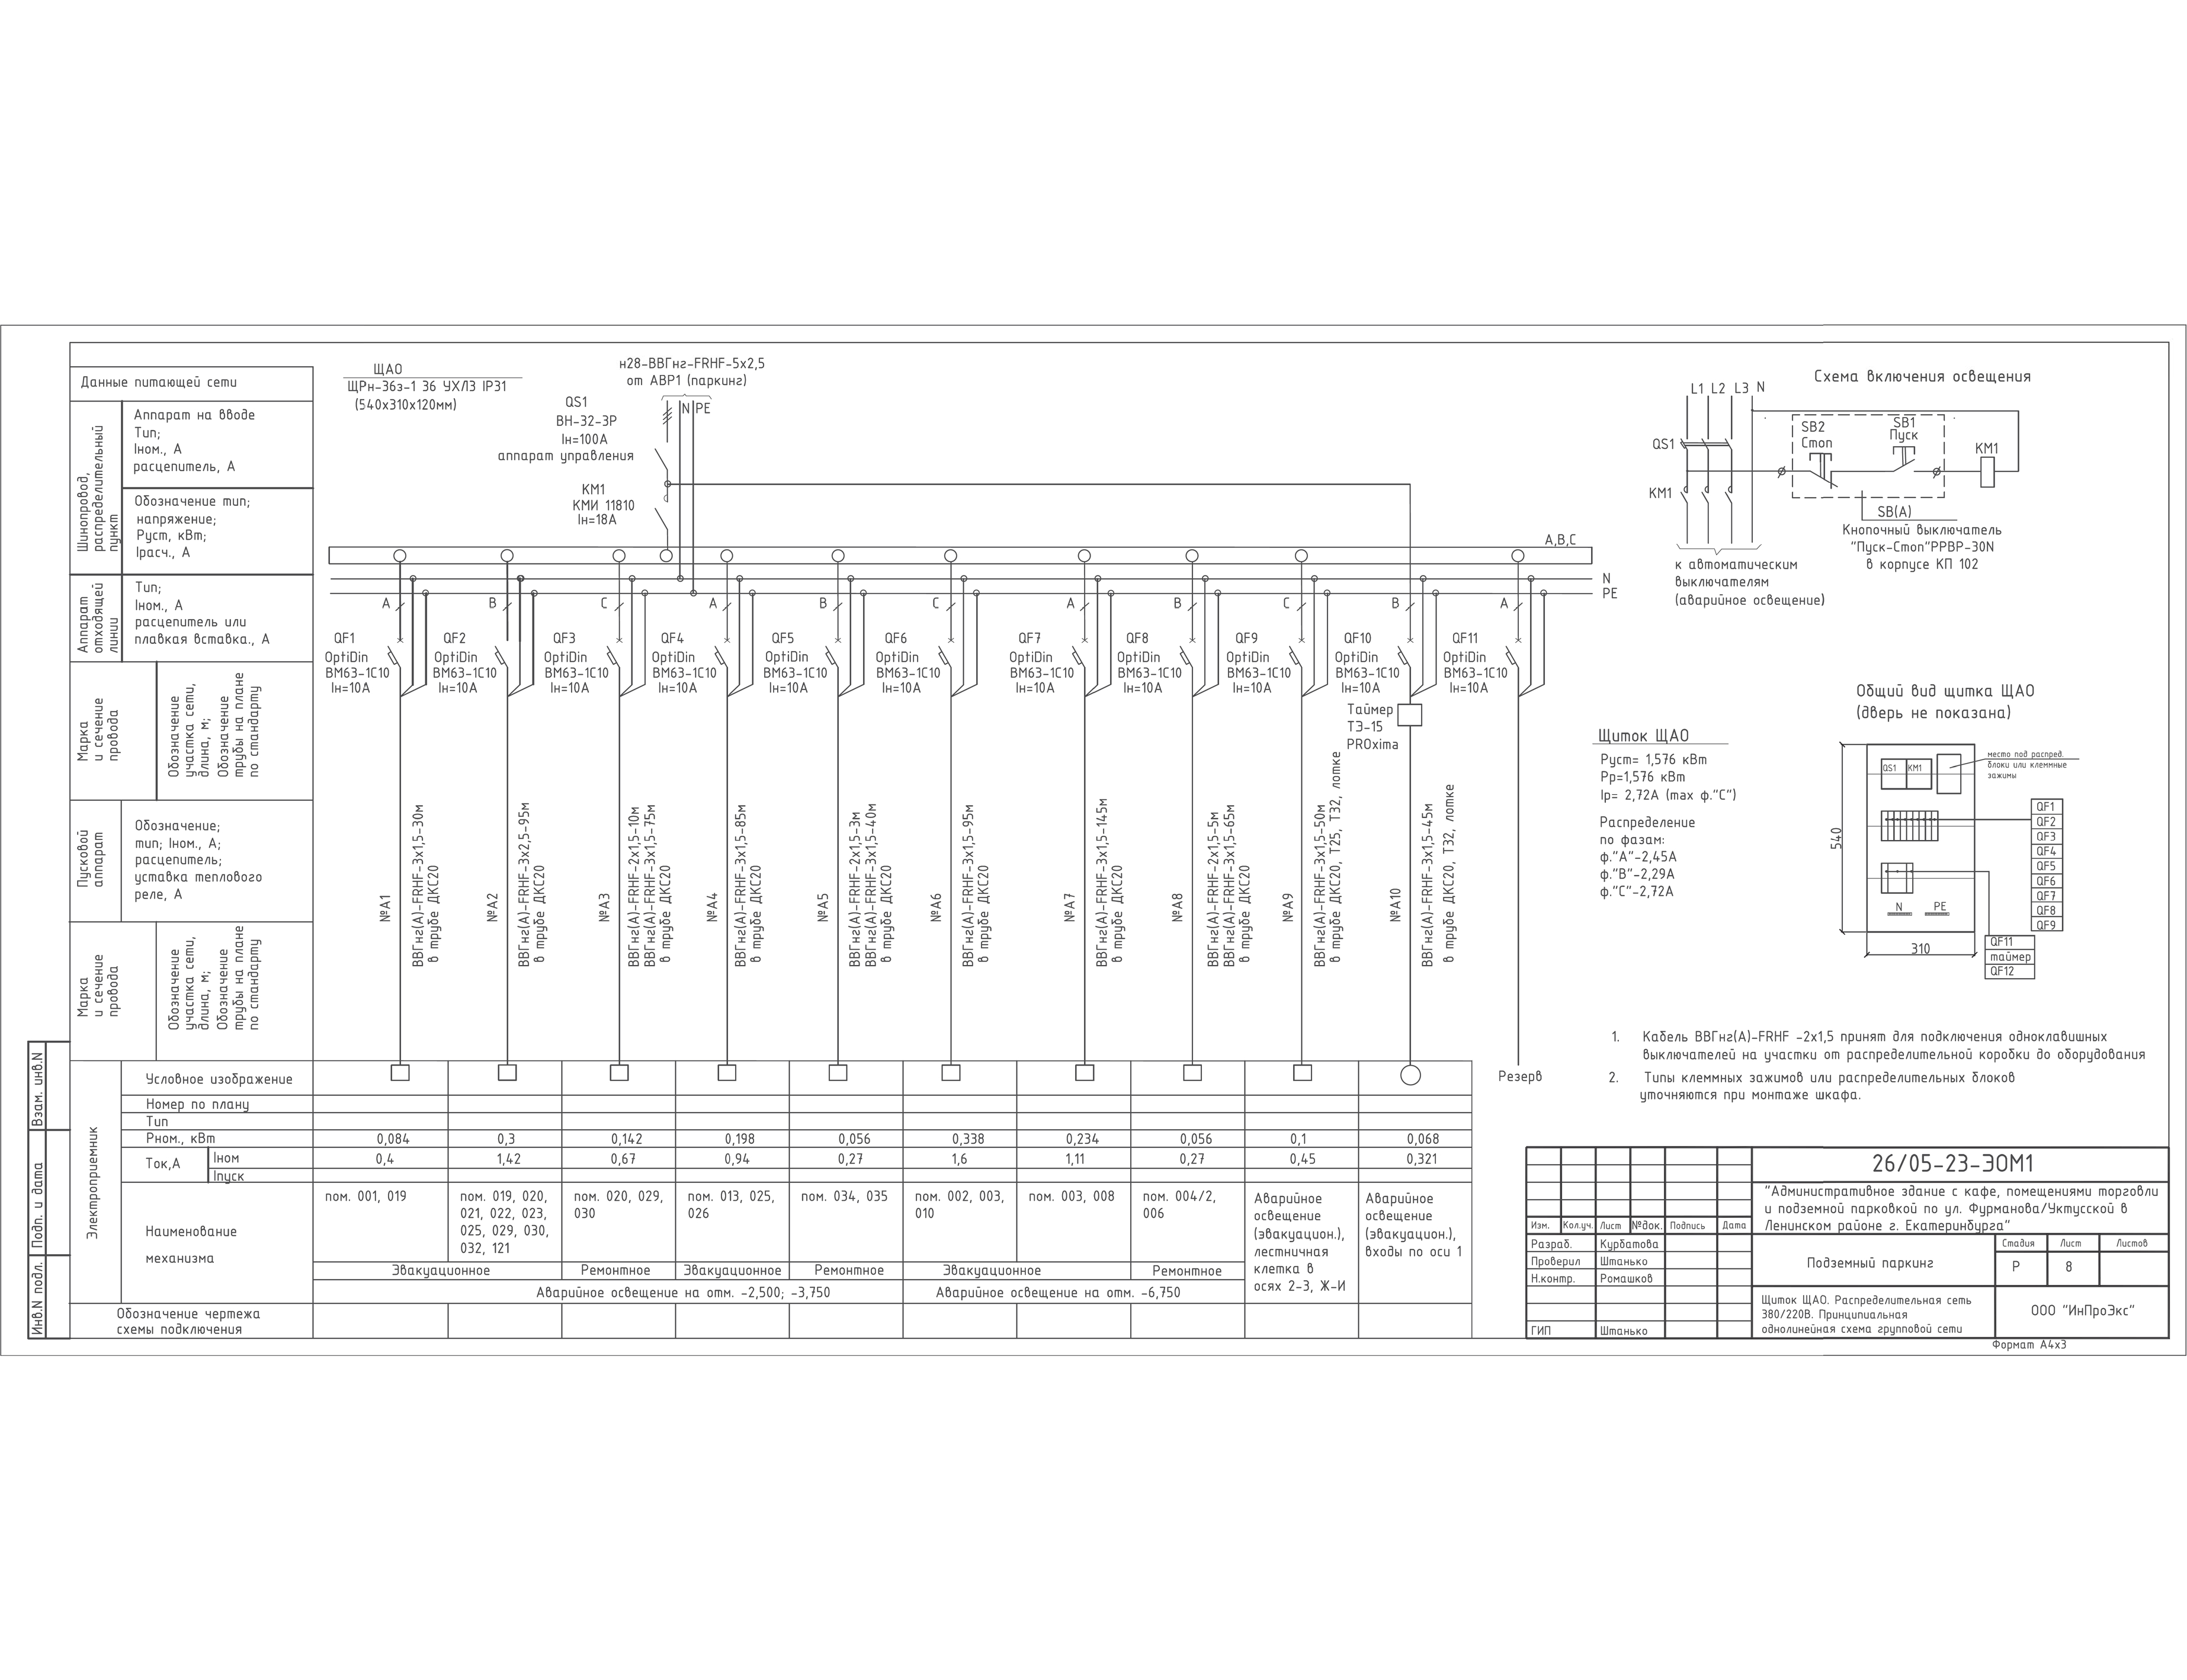 ЩАО
ЩРн-36з-1 36 УХЛ3 IP31
(540х310х120мм)
н28-ВВГнг-FRHF-5х2,5
от АВР1 (паркинг)
N PE
QS1
ВН-32-3Р
Iн=100А
аппарат управления
КМ1
КМИ 11810
Iн=18А
А,В,С
N
PE
Данные питающей сети
Шинопровод,
распределительный
пункт
Аппарат на вводе
Тип;
Iном., А
расцепитель, А
Обозначение тип;
напряжение;
Руст, кВт;
Iрасч., А
Аппарат
отходящей
линии
Тип;
Iном., А
расцепитель или
плавкая вставка., А
Марка
и сечение
провода
Обозначение
участка сети,
длина, м;
Обозначение
трубы на плане
по стандарту
Пусковой
аппарат
Обозначение;
тип; Iном., А;
расцепитель;
уставка теплового
реле, А
Марка
и сечение
провода
Обозначение
участка сети,
длина, м;
Обозначение
трубы на плане
по стандарту
A B C A B C A B C B A
QF1
OptiDin
ВМ63-1С10
Iн=10А
QF2
OptiDin
ВМ63-1С10
Iн=10А
QF3
OptiDin
ВМ63-1С10
Iн=10А
QF4
OptiDin
ВМ63-1С10
Iн=10А
QF5
OptiDin
ВМ63-1С10
Iн=10А
QF6
OptiDin
ВМ63-1С10
Iн=10А
QF7
OptiDin
ВМ63-1С10
Iн=10А
QF8
OptiDin
ВМ63-1С10
Iн=10А
QF9
OptiDin
ВМ63-1С10
Iн=10А
QF10
OptiDin
ВМ63-1С10
Iн=10А
QF11
OptiDin
ВМ63-1С10
Iн=10А
Таймер
ТЭ-15
PROxima
№А1
ВВГнг(А)-FRHF-3х1,5-30м
в трубе ДКС20
№А2
ВВГнг(А)-FRHF-3х2,5-95м
в трубе ДКС20
№А3
ВВГнг(А)-FRHF-2х1,5-10м
ВВГнг(А)-FRHF-3х1,5-75м
в трубе ДКС20
№А4
ВВГнг(А)-FRHF-3х1,5-85м
в трубе ДКС20
№А5
ВВГнг(А)-FRHF-2х1,5-3м
ВВГнг(А)-FRHF-3х1,5-40м
в трубе ДКС20
№А6
ВВГнг(А)-FRHF-3х1,5-95м
в трубе ДКС20
№А7
ВВГнг(А)-FRHF-3х1,5-145м
в трубе ДКС20
№А8
ВВГнг(А)-FRHF-2х1,5-5м
ВВГнг(А)-FRHF-3х1,5-65м
в трубе ДКС20
№А9
ВВГнг(А)-FRHF-3х1,5-50м
в трубе ДКС20, Т25, Т32, лотке
№А10
ВВГнг(А)-FRHF-3х1,5-45м
в трубе ДКС20, Т32, лотке
Резерв
Электроприемник
Условное изображение
Номер по плану
Тип
Рном., кВт
0,084 0,3 0,142 0,198 0,056 0,338 0,234 0,056 0,1 0,068
Ток,А
Iном
0,4 1,42 0,67 0,94 0,27 1,6 1,11 0,27 0,45 0,321
Iпуск
Наименование
механизма
пом. 001, 019
пом. 019, 020,
021, 022, 023,
025, 029, 030,
032, 121
пом. 020, 029,
030
пом. 013, 025,
026
пом. 034, 035
пом. 002, 003,
010
пом. 003, 008
пом. 004/2,
006
Аварийное
освещение
(эвакуацион.),
лестничная
клетка в
осях 2-3, Ж-И
Аварийное
освещение
(эвакуацион.),
входы по оси 1
Эвакуационное Ремонтное Эвакуационное Ремонтное Эвакуационное Ремонтное
Аварийное освещение на отм. -2,500; -3,750
Аварийное освещение на отм. -6,750
Обозначение чертежа
схемы подключения
Взам. инв.N
Подп. и дата
Инв.N подл.
Схема включения освещения
L1 L2 L3 N
QS1
КМ1
SB2
Стоп
SB1
Пуск
КМ1
SB(А)
Кнопочный выключатель
"Пуск-Стоп"PPBP-30N
в корпусе КП 102
к автоматическим
выключателям
(аварийное освещение)
Общий вид щитка ЩАО
(дверь не показана)
QS1 КМ1
место под распред.
блоки или клеммные
зажимы
540
310
N PE
QF1
QF2
QF3
QF4
QF5
QF6
QF7
QF8
QF9
QF11
таймер
QF12
Щиток ЩАО
Руст= 1,576 кВт
Рр=1,576 кВт
Iр= 2,72А (max ф."С")
Распределение
по фазам:
ф."А"-2,45А
ф."В"-2,29А
ф."С"-2,72А
1. Кабель ВВГнг(А)-FRHF -2х1,5 принят для подключения одноклавишных
выключателей на участки от распределительной коробки до оборудования
2. Типы клеммных зажимов или распределительных блоков
уточняются при монтаже шкафа.
26/05-23-ЭОМ1
"Административное здание с кафе, помещениями торговли
и подземной парковкой по ул. Фурманова/Уктусской в
Ленинском районе г. Екатеринбурга"
Изм. Кол.уч. Лист №док. Подпись Дата
Разраб. Курбатова
Проверил Штанько
Н.контр. Ромашков
ГИП Штанько
Подземный паркинг
Стадия Лист Листов
Р 8
Щиток ЩАО. Распределительная сеть
380/220В. Принципиальная
однолинейная схема групповой сети
ООО "ИнПроЭкс"
Формат А4х3